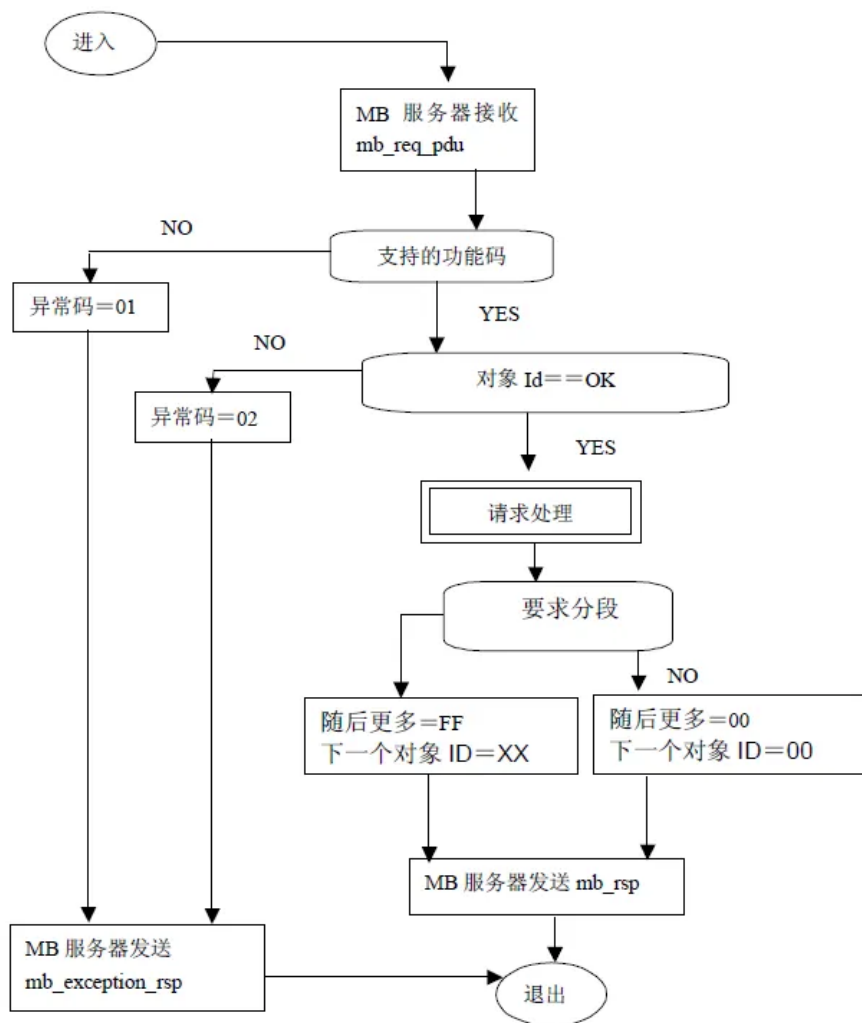 进入
MB 服务器接收
mb_req_pdu
NO
支持的功能码
异常码＝01
YES
NO
对象 Id＝＝OK
异常码＝02
YES
请求处理
要求分段
NO
随后更多=FF
下一个对象 ID＝XX
随后更多=00
下一个对象 ID＝00
MB 服务器发送 mb_rsp
MB 服务器发送
mb_exception_rsp
退出